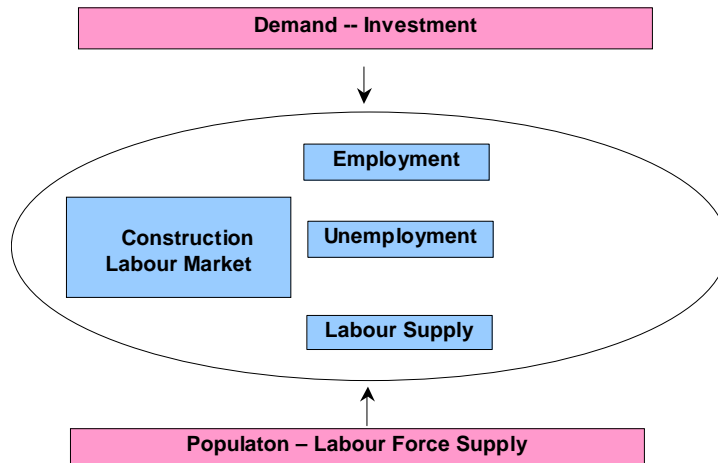 Demand -- Investment
Employment
Construction
Labour Market
Unemployment
Labour Supply
Populaton – Labour Force Supply